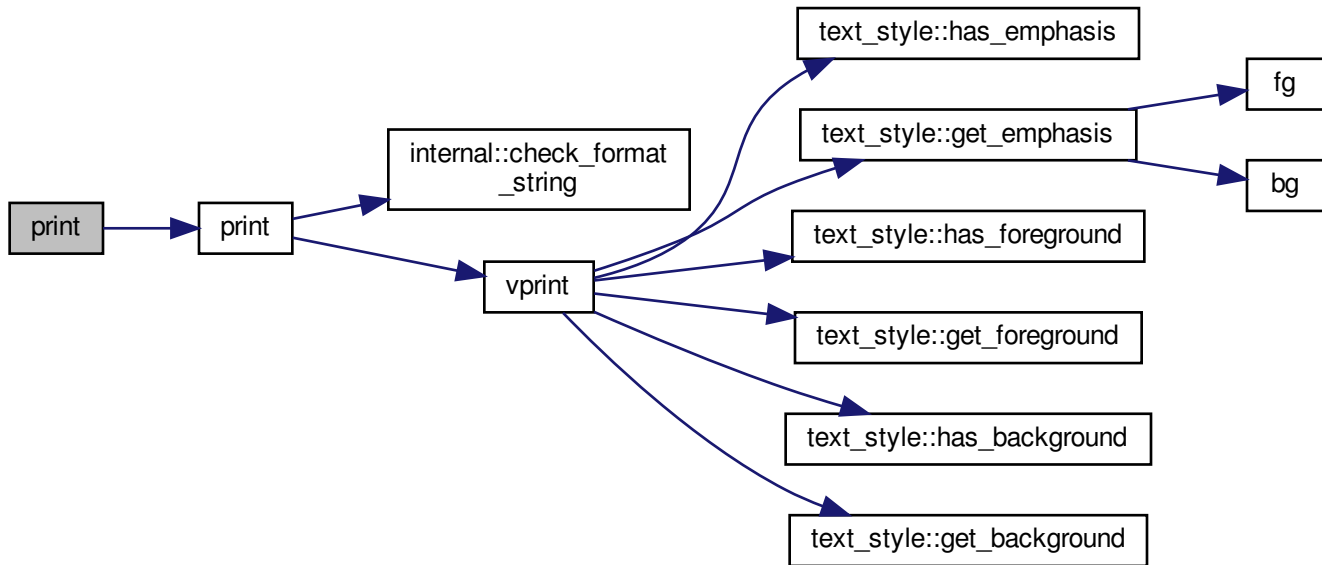 print
print
internal::check_format
_string
vprint
text_style::has_emphasis
text_style::get_emphasis
fg
bg
text_style::has_foreground
text_style::get_foreground
text_style::has_background
text_style::get_background